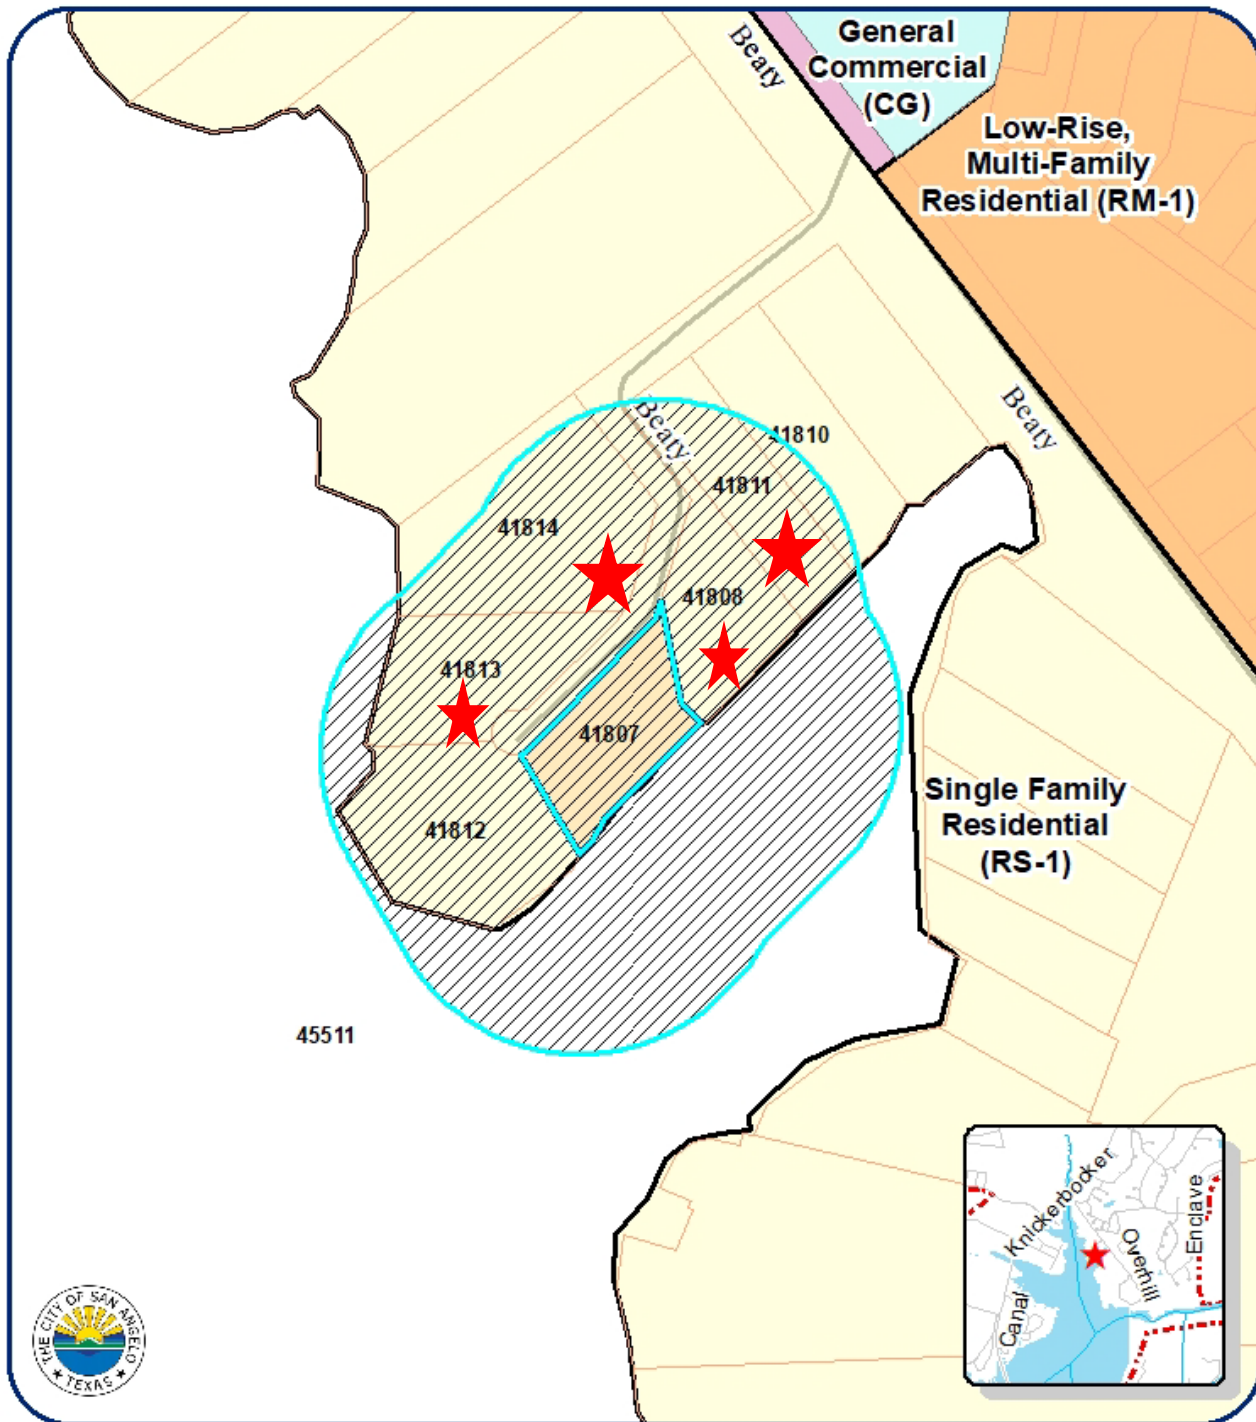 Beaty
General
Commercial
(CG)
Low-Rise,
Multi-Family
Residential (RM-1)
Beaty
Beaty
41810
41811
41814
41808
41813
41807
41812
Single Family
Residential
(RS-1)
45511
Knickerbocker
Overhill
Enclave
Canal
THE CITY OF SAN ANGELO
TEXAS